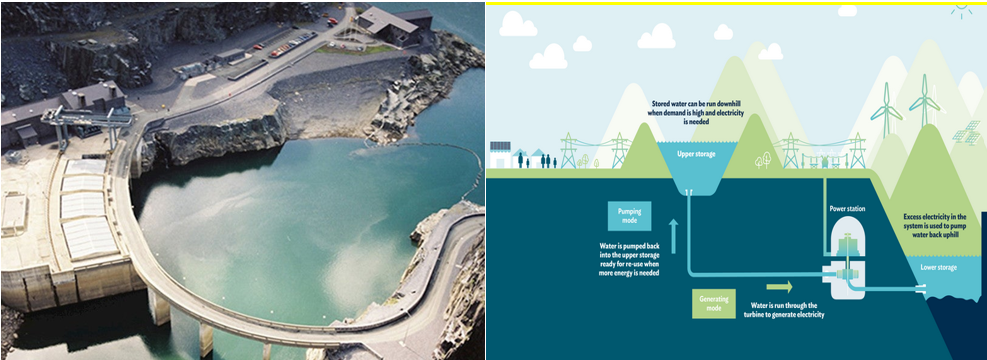 Stored water can be run downhill
when demand is high and electricity
is needed
Upper storage
Pumping
mode
Water is pumped back
into the upper storage
ready for re-use when
more energy is needed
Power station
Excess electricity in the
system is used to pump
water back uphill
Lower storage
Generating
mode
Water is run through the
turbine to generate electricity